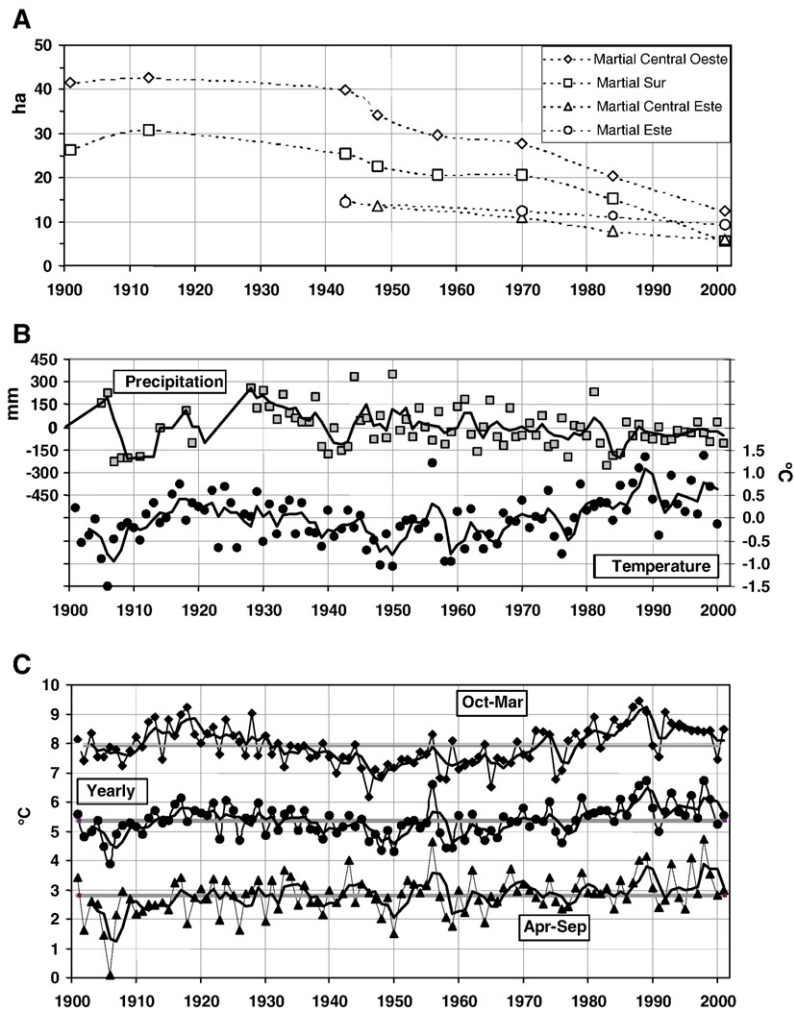 A
50
40
30
20
10
0
ha
Martial Central Oeste
Martial Sur
Martial Central Este
Martial Este
1900 1910 1920 1930 1940 1950 1960 1970 1980 1990 2000
B
450
300
150
0
-150
-300
-450
mm
Precipitation
1.5
1.0
0.5
0.0
-0.5
-1.0
-1.5
°C
Temperature
1900 1910 1920 1930 1940 1950 1960 1970 1980 1990 2000
C
10
9
8
7
6
5
4
3
2
1
0
°C
Oct-Mar
Yearly
Apr-Sep
1900 1910 1920 1930 1940 1950 1960 1970 1980 1990 2000